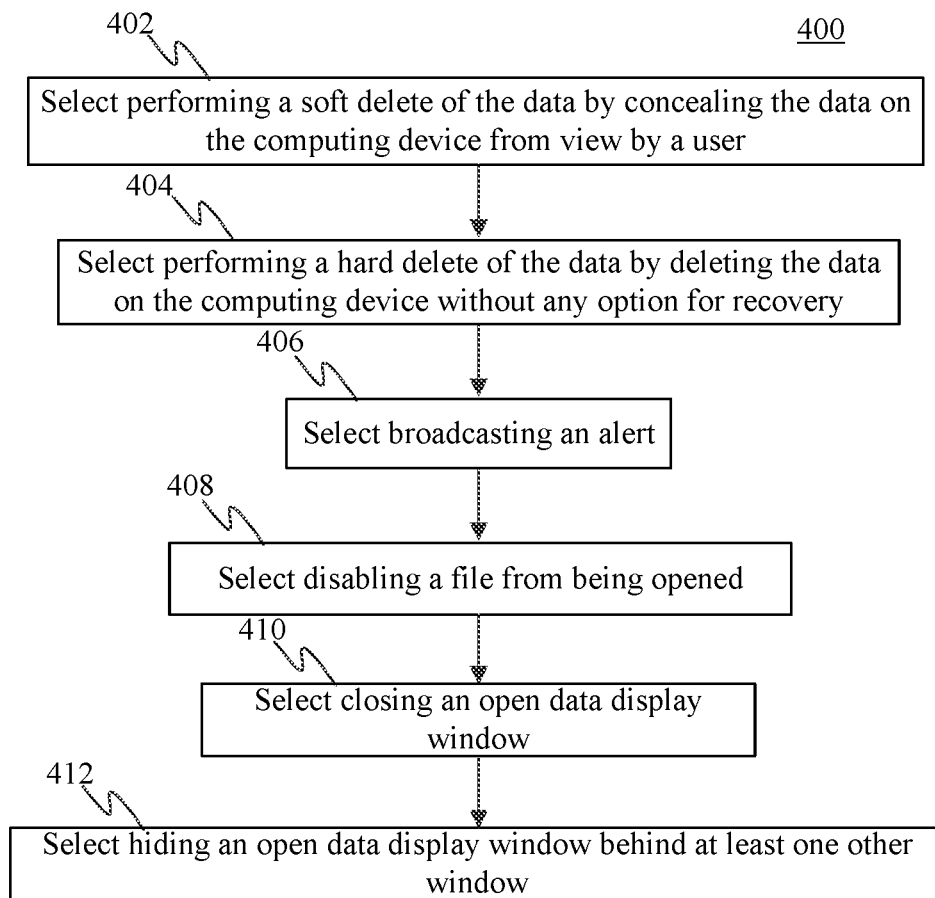 402
400
Select performing a soft delete of the data by concealing the data on
the computing device from view by a user
404
Select performing a hard delete of the data by deleting the data
on the computing device without any option for recovery
406
Select broadcasting an alert
408
Select disabling a file from being opened
410
Select closing an open data display
window
412
Select hiding an open data display window behind at least one other
window